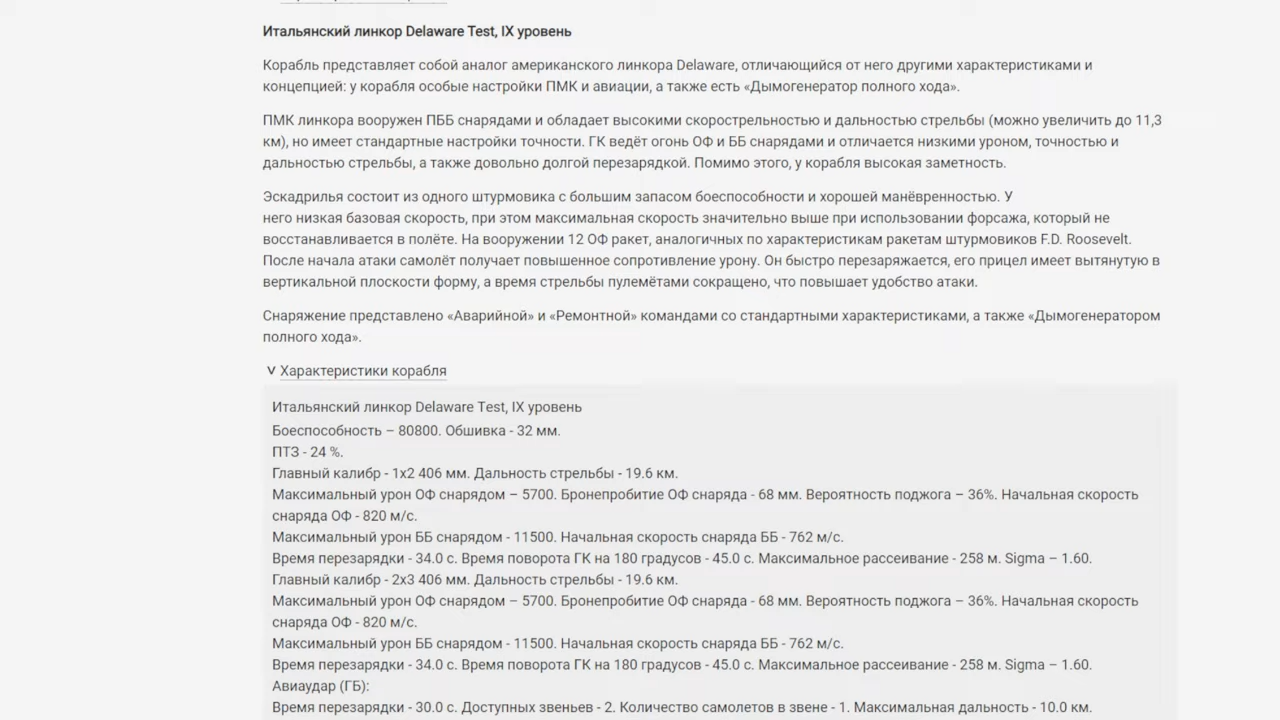 Итальянский линкор Delaware Test, IX уровень
Корабль представляет собой аналог американского линкора Delaware, отличающийся от него другими характеристиками и
концепцией: у корабля особые настройки ПМК и авиации, а также есть «Дымогенератор полного хода».
ПМК линкора вооружен ПББ снарядами и обладает высокими скорострельностью и дальностью стрельбы (можно увеличить до 11,3
км), но имеет стандартные настройки точности. ГК ведёт огонь ОФ и ББ снарядами и отличается низкими уроном, точностью и
дальностью стрельбы, а также довольно долгой перезарядкой. Помимо этого, у корабля высокая заметность.
Эскадрилья состоит из одного штурмовика с большим запасом боеспособности и хорошей манёвренностью. У
него низкая базовая скорость, при этом максимальная скорость значительно выше при использовании форсажа, который не
восстанавливается в полёте. На вооружении 12 ОФ ракет, аналогичных по характеристикам ракетам штурмовиков F.D. Roosevelt.
После начала атаки самолёт получает повышенное сопротивление урону. Он быстро перезаряжается, его прицел имеет вытянутую в
вертикальной плоскости форму, а время стрельбы пулемётами сокращено, что повышает удобство атаки.
Снаряжение представлено «Аварийной» и «Ремонтной» командами со стандартными характеристиками, а также «Дымогенератором
полного хода».
˅ Характеристики корабля
Итальянский линкор Delaware Test, IX уровень
Боеспособность – 80800. Обшивка - 32 мм.
ПТЗ - 24 %.
Главный калибр - 1x2 406 мм. Дальность стрельбы - 19.6 км.
Максимальный урон ОФ снарядом – 5700. Бронепробитие ОФ снаряда - 68 мм. Вероятность поджога – 36%. Начальная скорость
снаряда ОФ - 820 м/с.
Максимальный урон ББ снарядом - 11500. Начальная скорость снаряда ББ - 762 м/с.
Время перезарядки - 34.0 с. Время поворота ГК на 180 градусов - 45.0 с. Максимальное рассеивание - 258 м. Sigma – 1.60.
Главный калибр - 2x3 406 мм. Дальность стрельбы - 19.6 км.
Максимальный урон ОФ снарядом – 5700. Бронепробитие ОФ снаряда - 68 мм. Вероятность поджога – 36%. Начальная скорость
снаряда ОФ - 820 м/с.
Максимальный урон ББ снарядом - 11500. Начальная скорость снаряда ББ - 762 м/с.
Время перезарядки - 34.0 с. Время поворота ГК на 180 градусов - 45.0 с. Максимальное рассеивание - 258 м. Sigma – 1.60.
Авиаудар (ГБ):
Время перезарядки - 30.0 с. Доступных звеньев - 2. Количество самолетов в звене - 1. Максимальная дальность - 10.0 км.